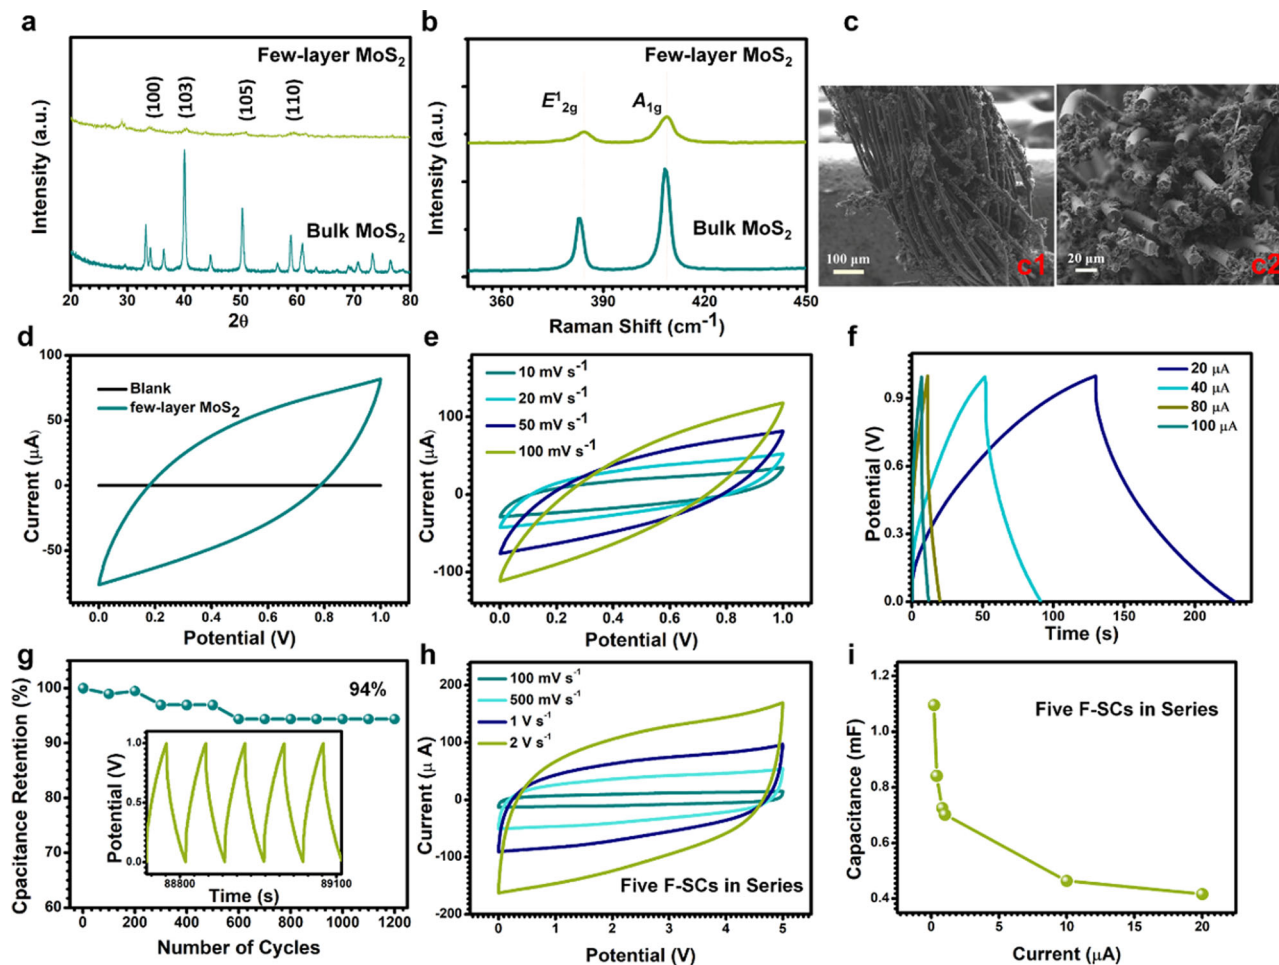 a
Few-layer MoS2
(100)
(103)
(105)
(110)
Bulk MoS2
Intensity (a.u.)
20 30 40 50 60 70 80
2θ
b
Few-layer MoS2
E12g
A1g
Bulk MoS2
Intensity (a.u.)
360 390 420 450
Raman Shift (cm-1)
c
100 μm
c1
20 μm
c2
d
100
50
0
-50
Blank
few-layer MoS2
Current (μA)
0.0 0.2 0.4 0.6 0.8 1.0
Potential (V)
e
10 mV s-1
20 mV s-1
50 mV s-1
100 mV s-1
100
0
-100
Current (μA)
0.0 0.2 0.4 0.6 0.8 1.0
Potential (V)
f
20 μA
40 μA
80 μA
100 μA
0.9
0.6
0.3
0.0
Potential (V)
0 50 100 150 200
Time (s)
g
94%
100
90
80
70
60
Cpacitance Retention (%)
1.0
0.5
0.0
Potential (V)
88800 89100
Time (s)
0 200 400 600 800 1000 1200
Number of Cycles
h
100 mV s-1
500 mV s-1
1 V s-1
2 V s-1
200
100
0
-100
-200
Current (μ A)
Five F-SCs in Series
0 1 2 3 4 5
Potential (V)
i
Five F-SCs in Series
1.2
1.0
0.8
0.6
0.4
Capacitance (mF)
0 5 10 15 20
Current (μA)